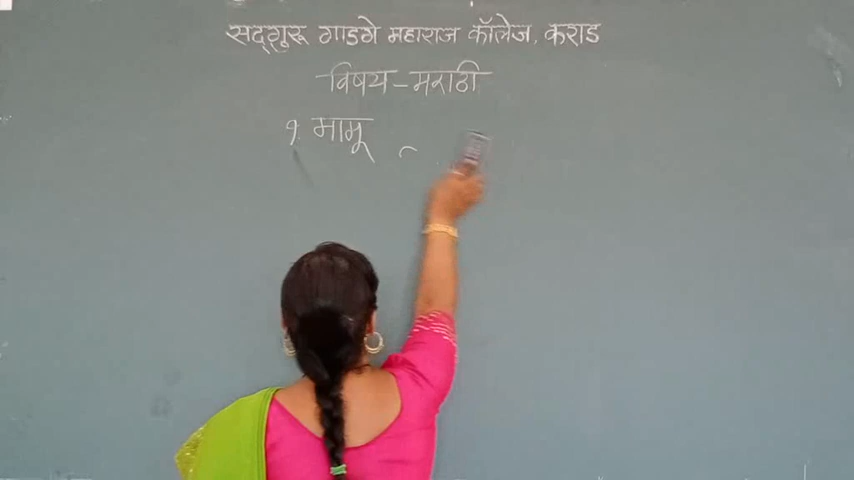 सद्गुरू गाडगे महाराज कॉलेज, कराड
विषय - मराठी
१. मामू